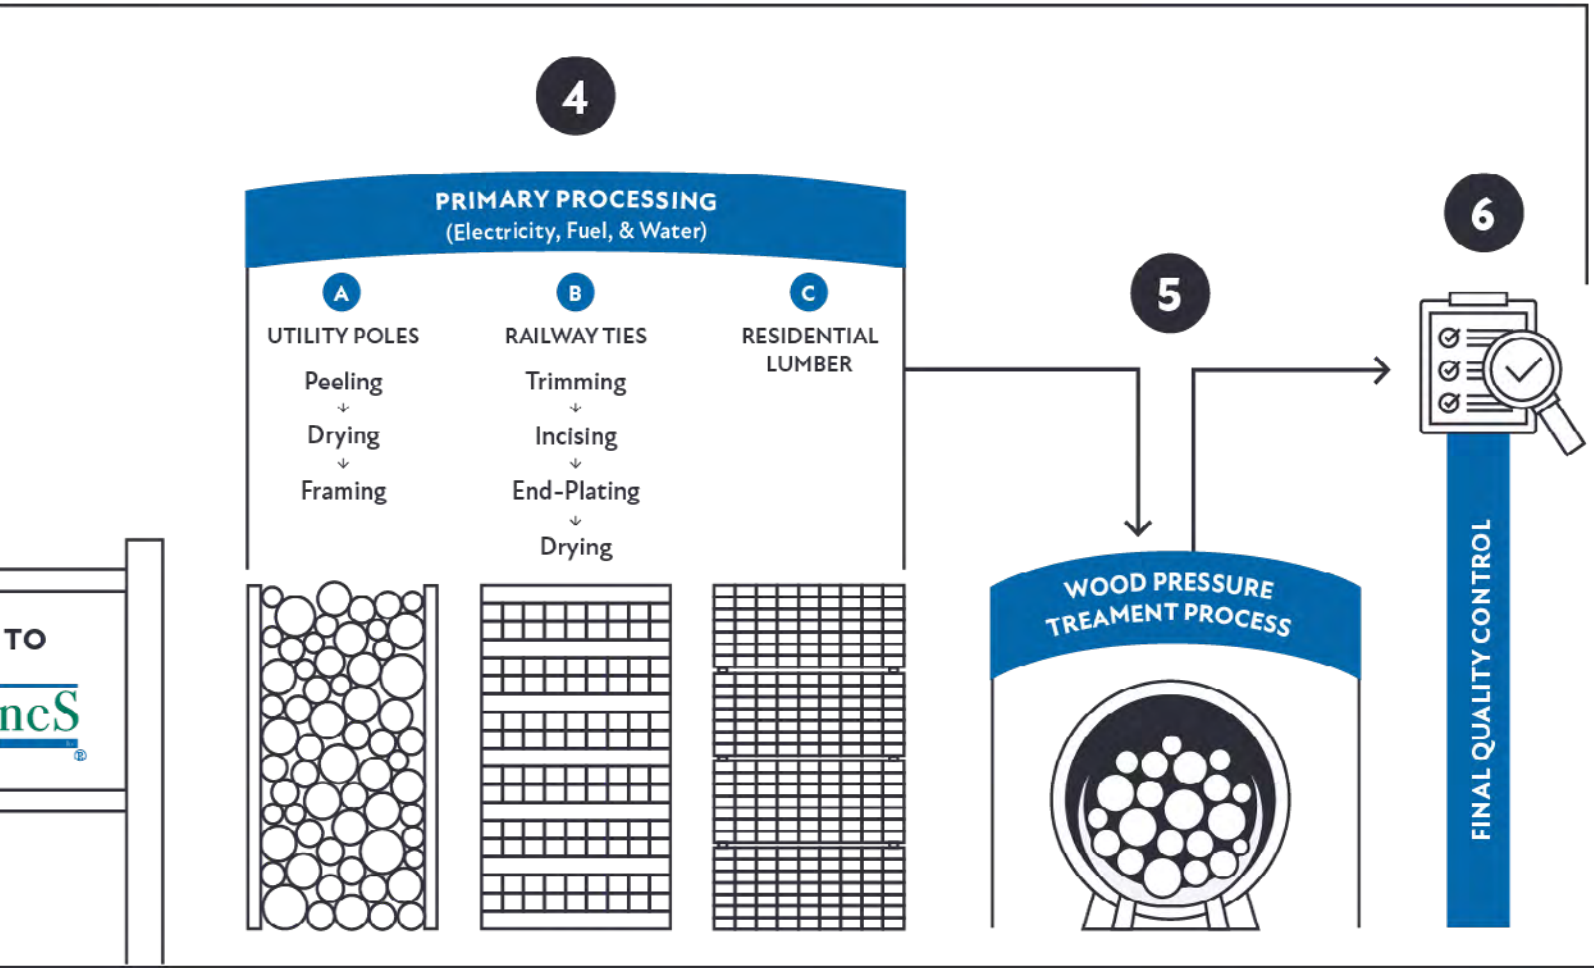 4
PRIMARY PROCESSING
(Electricity, Fuel, & Water)
A
UTILITY POLES
Peeling
↓
Drying
↓
Framing
B
RAILWAY TIES
Trimming
↓
Incising
↓
End-Plating
↓
Drying
C
RESIDENTIAL
LUMBER
5
WOOD PRESSURE
TREAMENT PROCESS
6
FINAL QUALITY CONTROL
TO
ncS
®